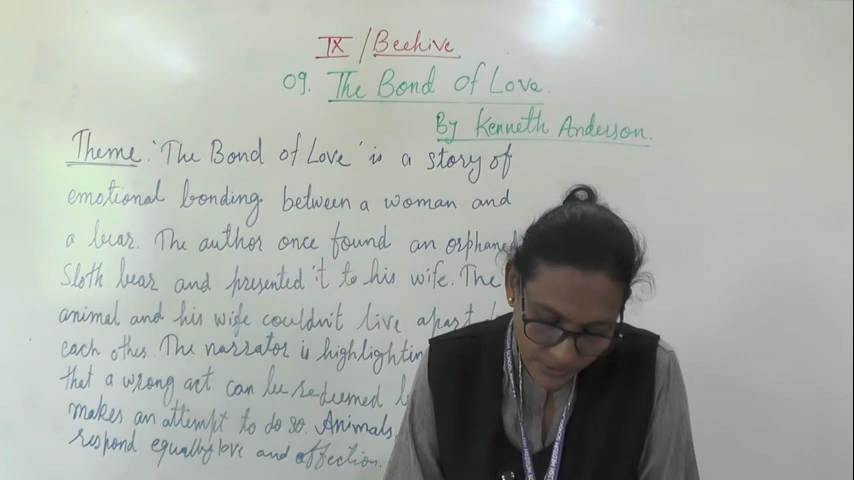 IX / Beehive
09. The Bond of Love.
By Kenneth Anderson.
Theme: 'The Bond of Love' is a story of
emotional bonding between a woman and
a bear. The author once found an orphaned
Sloth bear and presented it to his wife. The
animal and his wife couldn't live apart
each other. The narrator is highlighting
that a wrong act can be redeemed
makes an attempt to do so. Animals
respond equally love and affection.